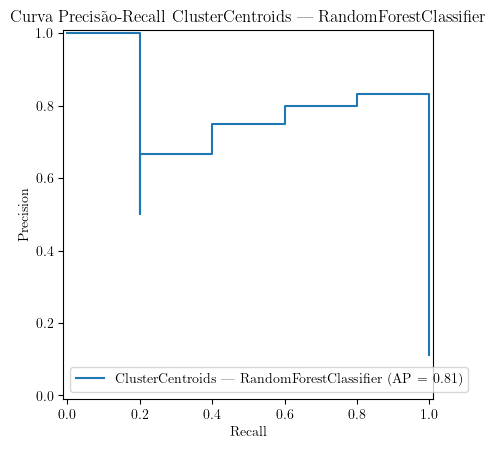 Curva Precisão-Recall ClusterCentroids — RandomForestClassifier
1.0
0.8
0.6
0.4
0.2
0.0
Precision
ClusterCentroids — RandomForestClassifier (AP = 0.81)
0.0 0.2 0.4 0.6 0.8 1.0
Recall